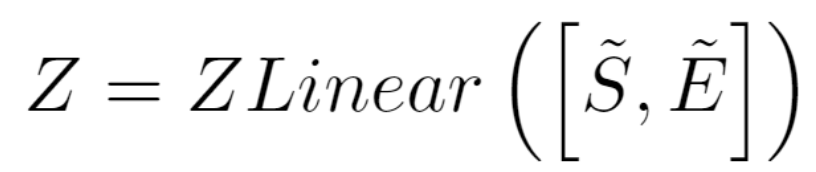 Z = ZLinear([S̃, Ẽ])